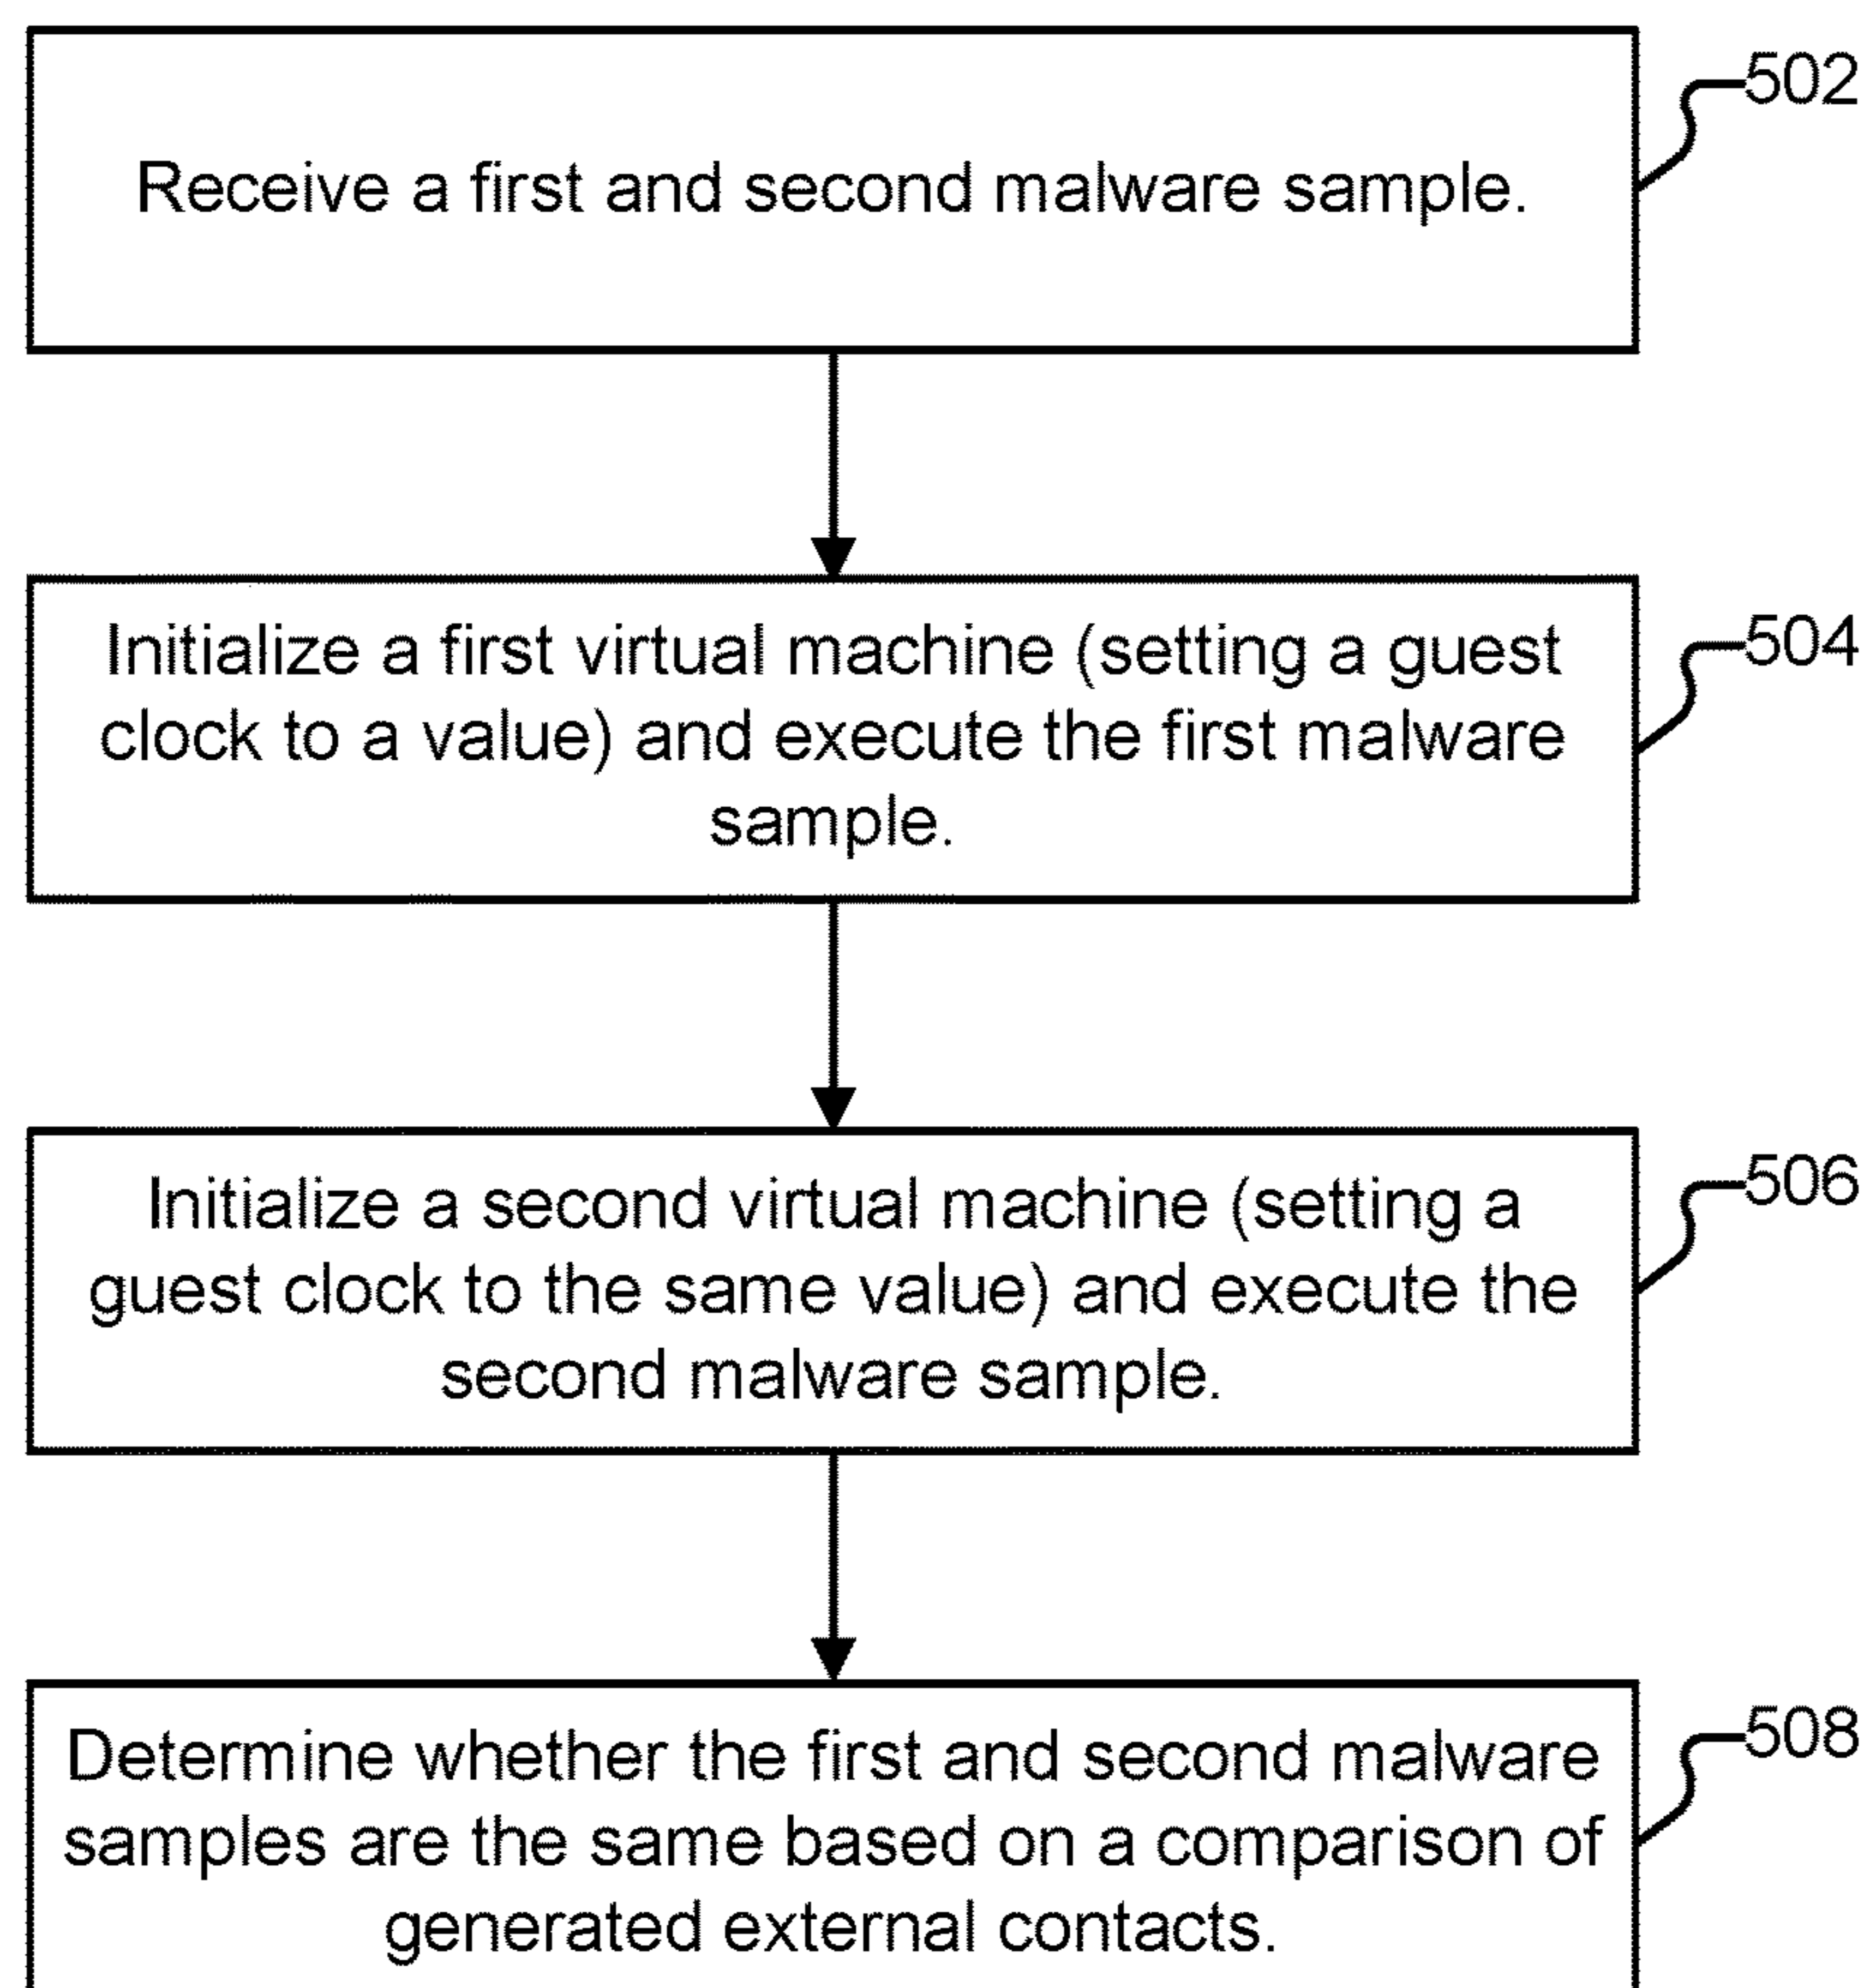 502
Receive a first and second malware sample.
504
Initialize a first virtual machine (setting a guest
clock to a value) and execute the first malware
sample.
506
Initialize a second virtual machine (setting a
guest clock to the same value) and execute the
second malware sample.
508
Determine whether the first and second malware
samples are the same based on a comparison of
generated external contacts.